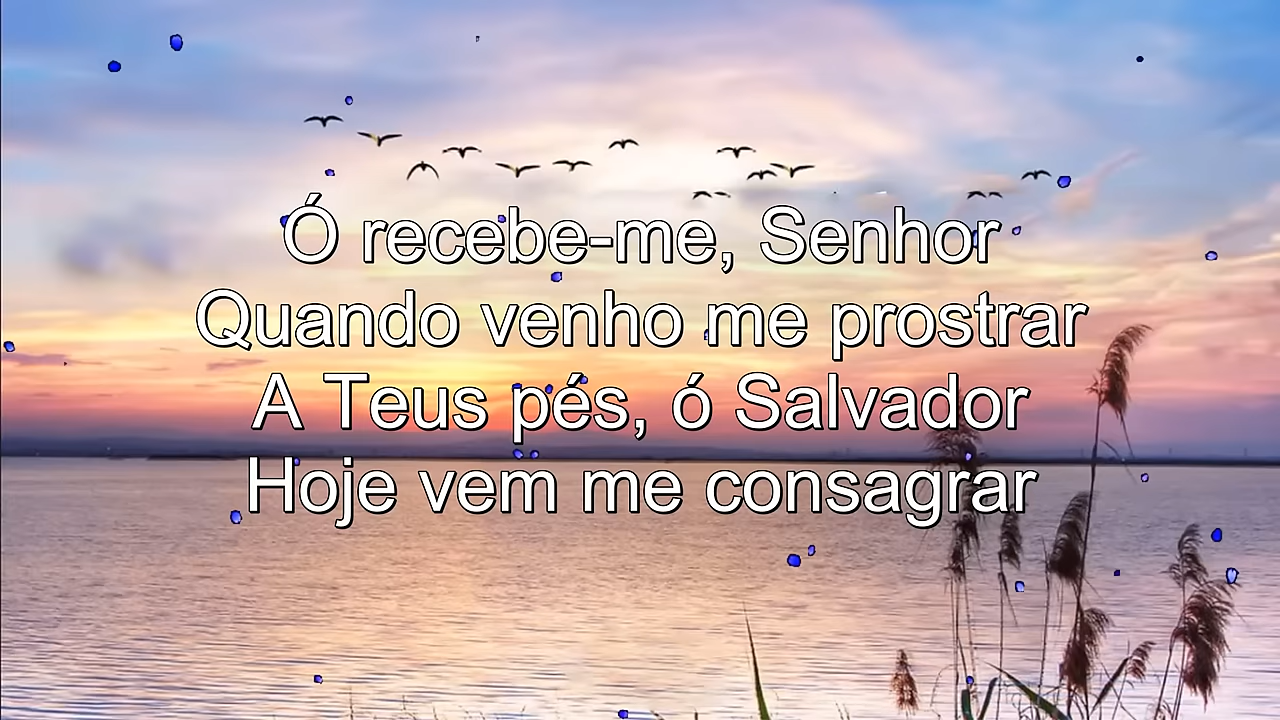 Ó recebe-me, Senhor
Quando venho me prostrar
A Teus pés, ó Salvador
Hoje vem me consagrar